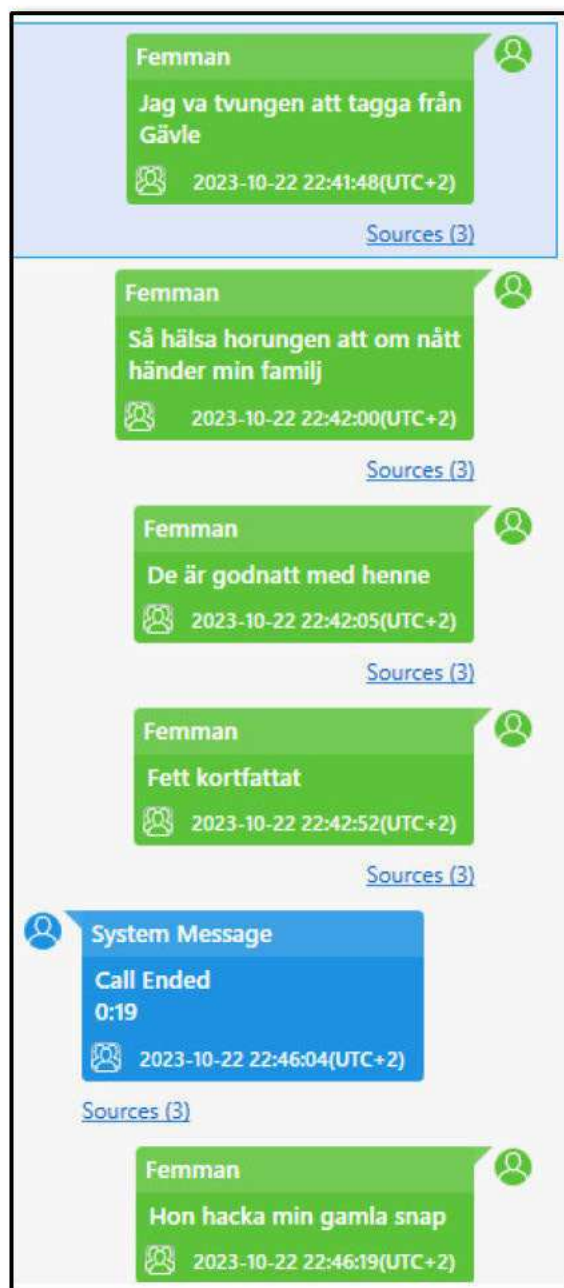 Femman
Jag va tvungen att tagga från
Gävle
2023-10-22 22:41:48(UTC+2)
Sources (3)
Femman
Så hälsa horungen att om nått
händer min familj
2023-10-22 22:42:00(UTC+2)
Sources (3)
Femman
De är godnatt med henne
2023-10-22 22:42:05(UTC+2)
Sources (3)
Femman
Fett kortfattat
2023-10-22 22:42:52(UTC+2)
Sources (3)
System Message
Call Ended
0:19
2023-10-22 22:46:04(UTC+2)
Sources (3)
Femman
Hon hacka min gamla snap
2023-10-22 22:46:19(UTC+2)